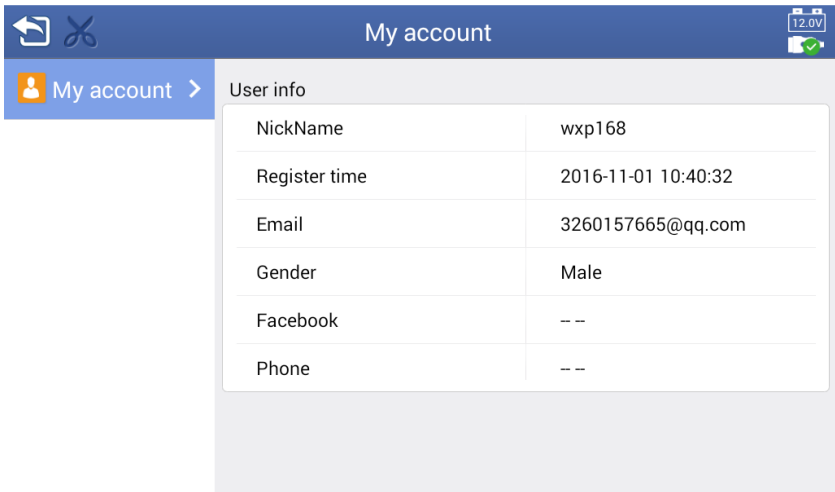 My account
12.0V
My account
User info
NickName wxp168
Register time 2016-11-01 10:40:32
Email 3260157665@qq.com
Gender Male
Facebook -- --
Phone -- --